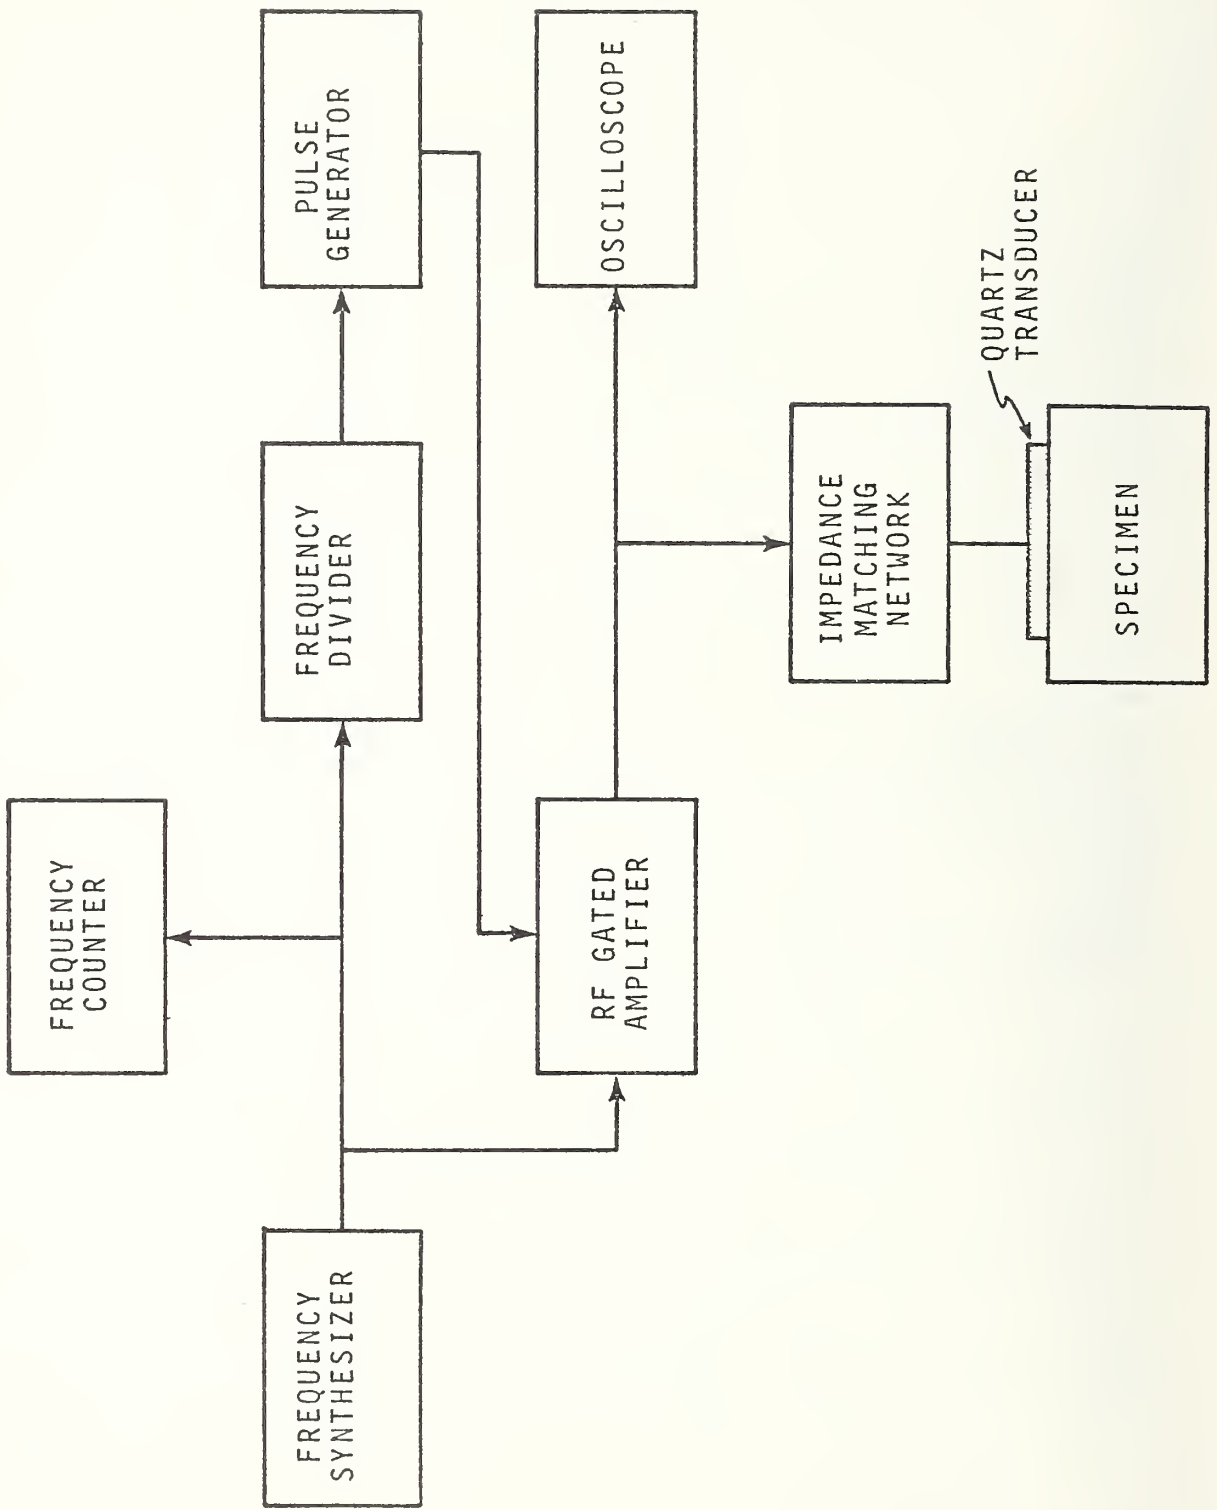 FREQUENCY
COUNTER
FREQUENCY
SYNTHESIZER
FREQUENCY
DIVIDER
PULSE
GENERATOR
RF GATED
AMPLIFIER
OSCILLOSCOPE
IMPEDANCE
MATCHING
NETWORK
QUARTZ
TRANSDUCER
SPECIMEN